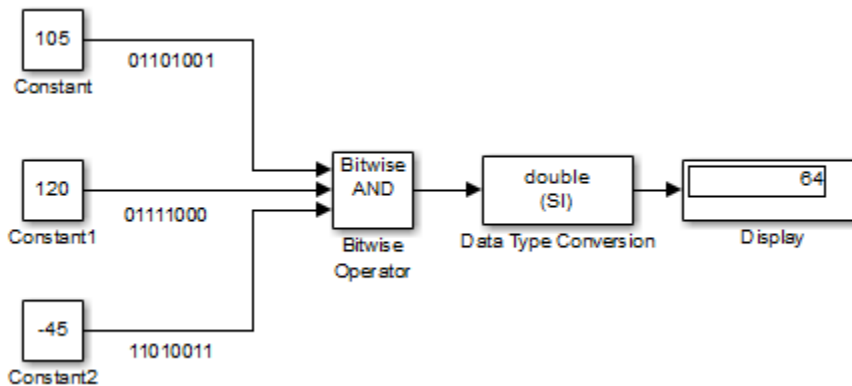 105
01101001
Constant
120
01111000
Constant1
-45
11010011
Constant2
Bitwise
AND
Bitwise
Operator
double
(SI)
Data Type Conversion
64
Display